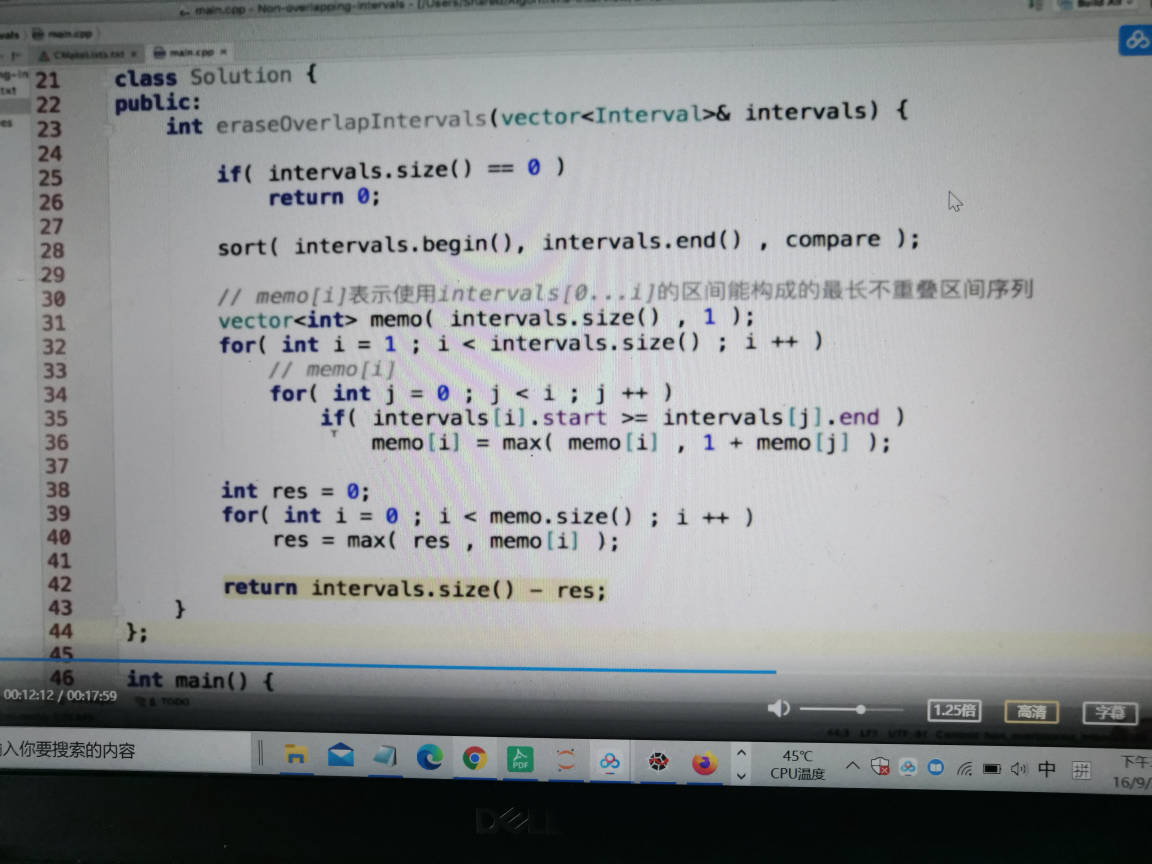 main.cpp - Non-overlapping-Intervals -
main.cpp
CMakeLists.txt main.cpp
21 class Solution {
22 public:
23 int eraseOverlapIntervals(vector<Interval>& intervals) {
24
25 if( intervals.size() == 0 )
26 return 0;
27
28 sort( intervals.begin(), intervals.end() , compare );
29
30 // memo[i]表示使用intervals[0...i]的区间能构成的最长不重叠区间序列
31 vector<int> memo( intervals.size() , 1 );
32 for( int i = 1 ; i < intervals.size() ; i ++ )
33 // memo[i]
34 for( int j = 0 ; j < i ; j ++ )
35 if( intervals[i].start >= intervals[j].end )
36 memo[i] = max( memo[i] , 1 + memo[j] );
37
38 int res = 0;
39 for( int i = 0 ; i < memo.size() ; i ++ )
40 res = max( res , memo[i] );
41
42 return intervals.size() - res;
43 }
44 };
45
46 int main() {
00:12:12 / 00:17:59
TODO
1.25倍 高清 字幕
入你要搜索的内容
PDF
45℃
CPU温度
中 拼
下午
16/9/
DELL